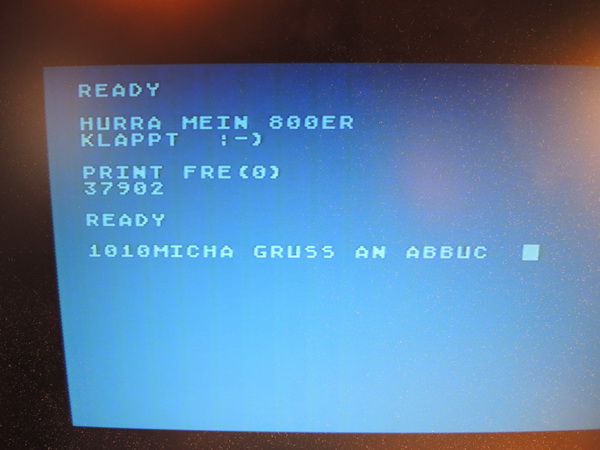 READY
HURRA MEIN 800ER
KLAPPT :-)
PRINT FRE(0)
37902
READY
1010MICHA GRUSS AN ABBUC